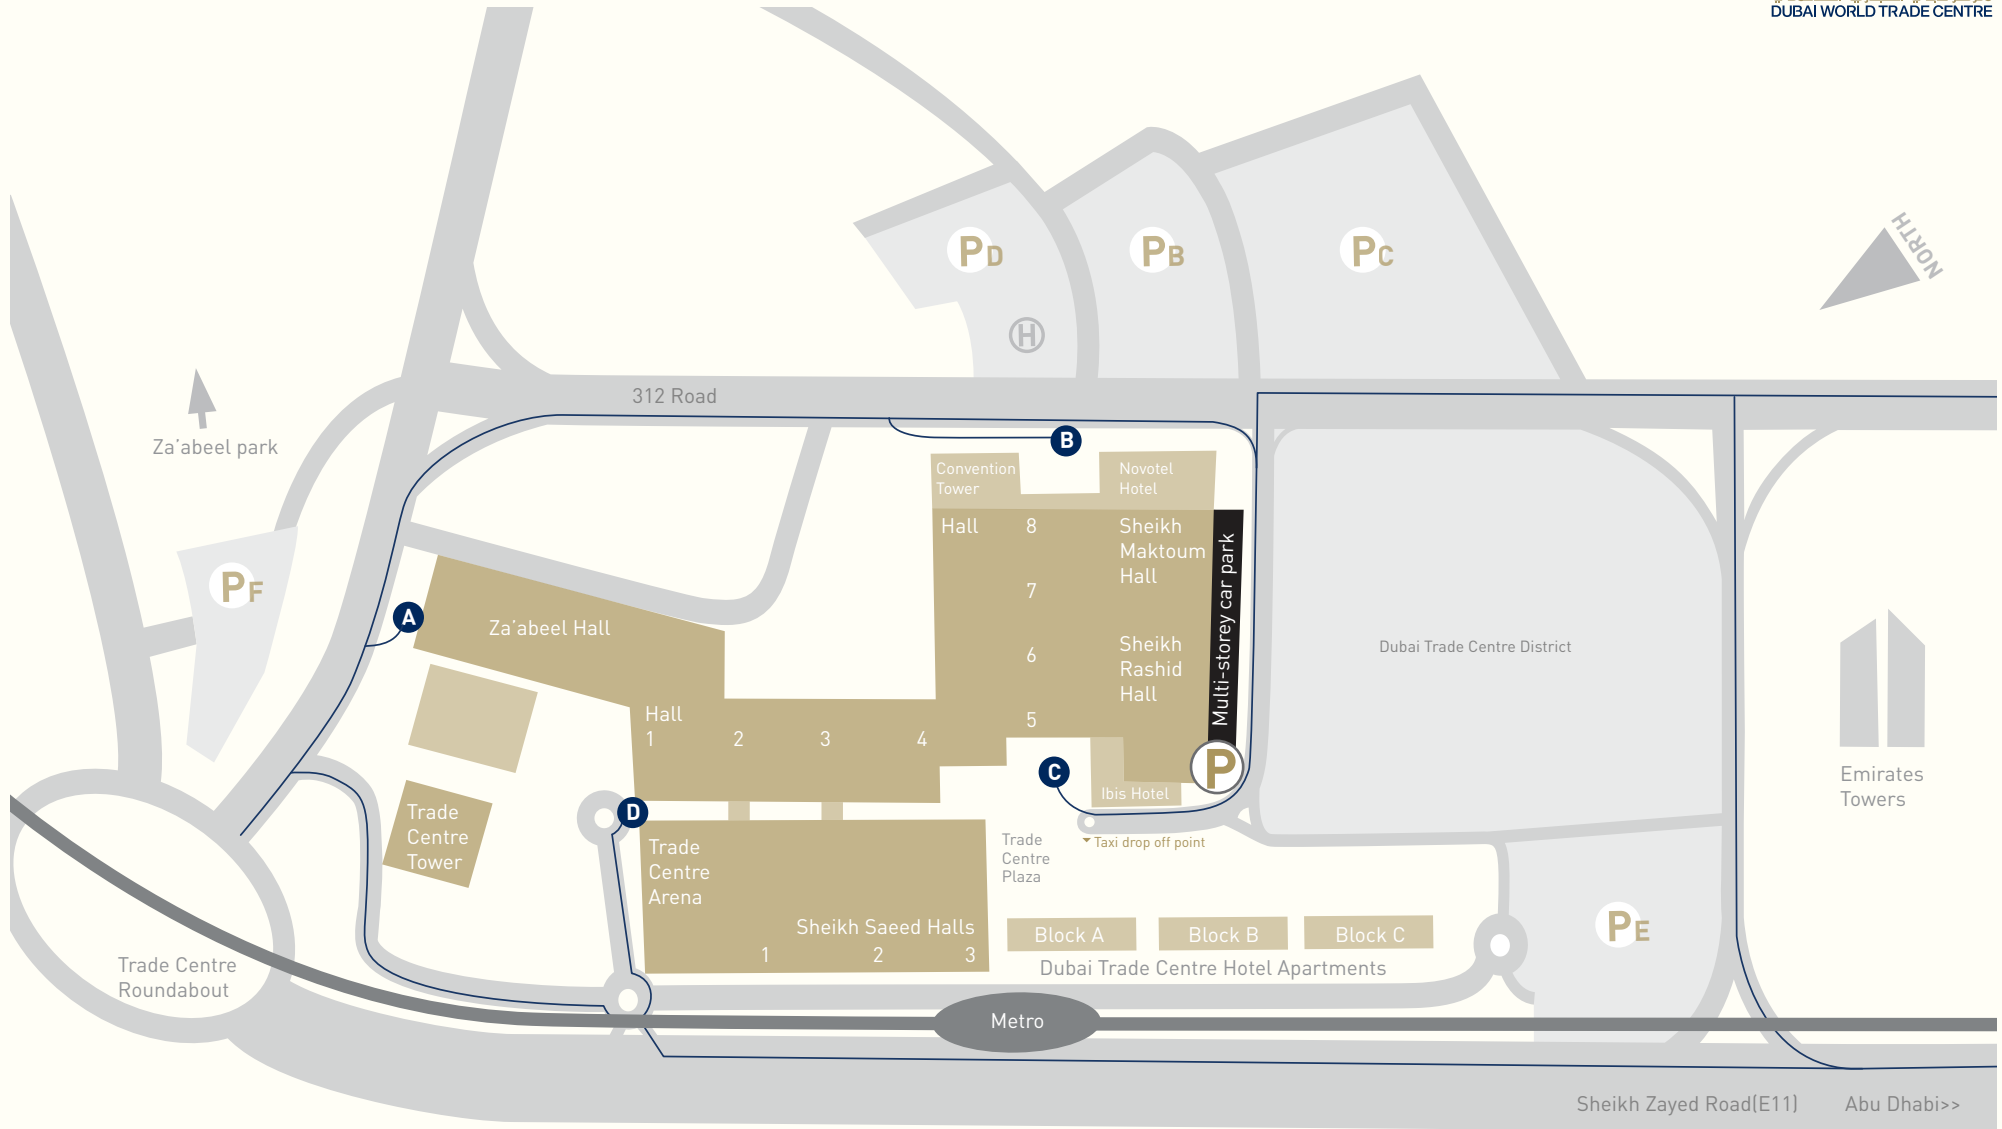 DUBAI WORLD TRADE CENTRE
NORTH
PD
PB
PC
H
312 Road
Za’abeel park
B
Convention
Tower
Novotel
Hotel
Hall 8
Sheikh
Maktoum
Hall
7
Multi-storey car park
PF
A
Za’abeel Hall
6
Sheikh
Rashid
Hall
Dubai Trade Centre District
5
Hall
1 2 3 4
C
P
Ibis Hotel
Emirates
Towers
D
Trade
Centre
Tower
Trade
Centre
Arena
Trade
Centre
Plaza
Taxi drop off point
Sheikh Saeed Halls
1 2 3
Block A
Block B
Block C
Dubai Trade Centre Hotel Apartments
PE
Trade Centre
Roundabout
Metro
Sheikh Zayed Road(E11)
Abu Dhabi>>